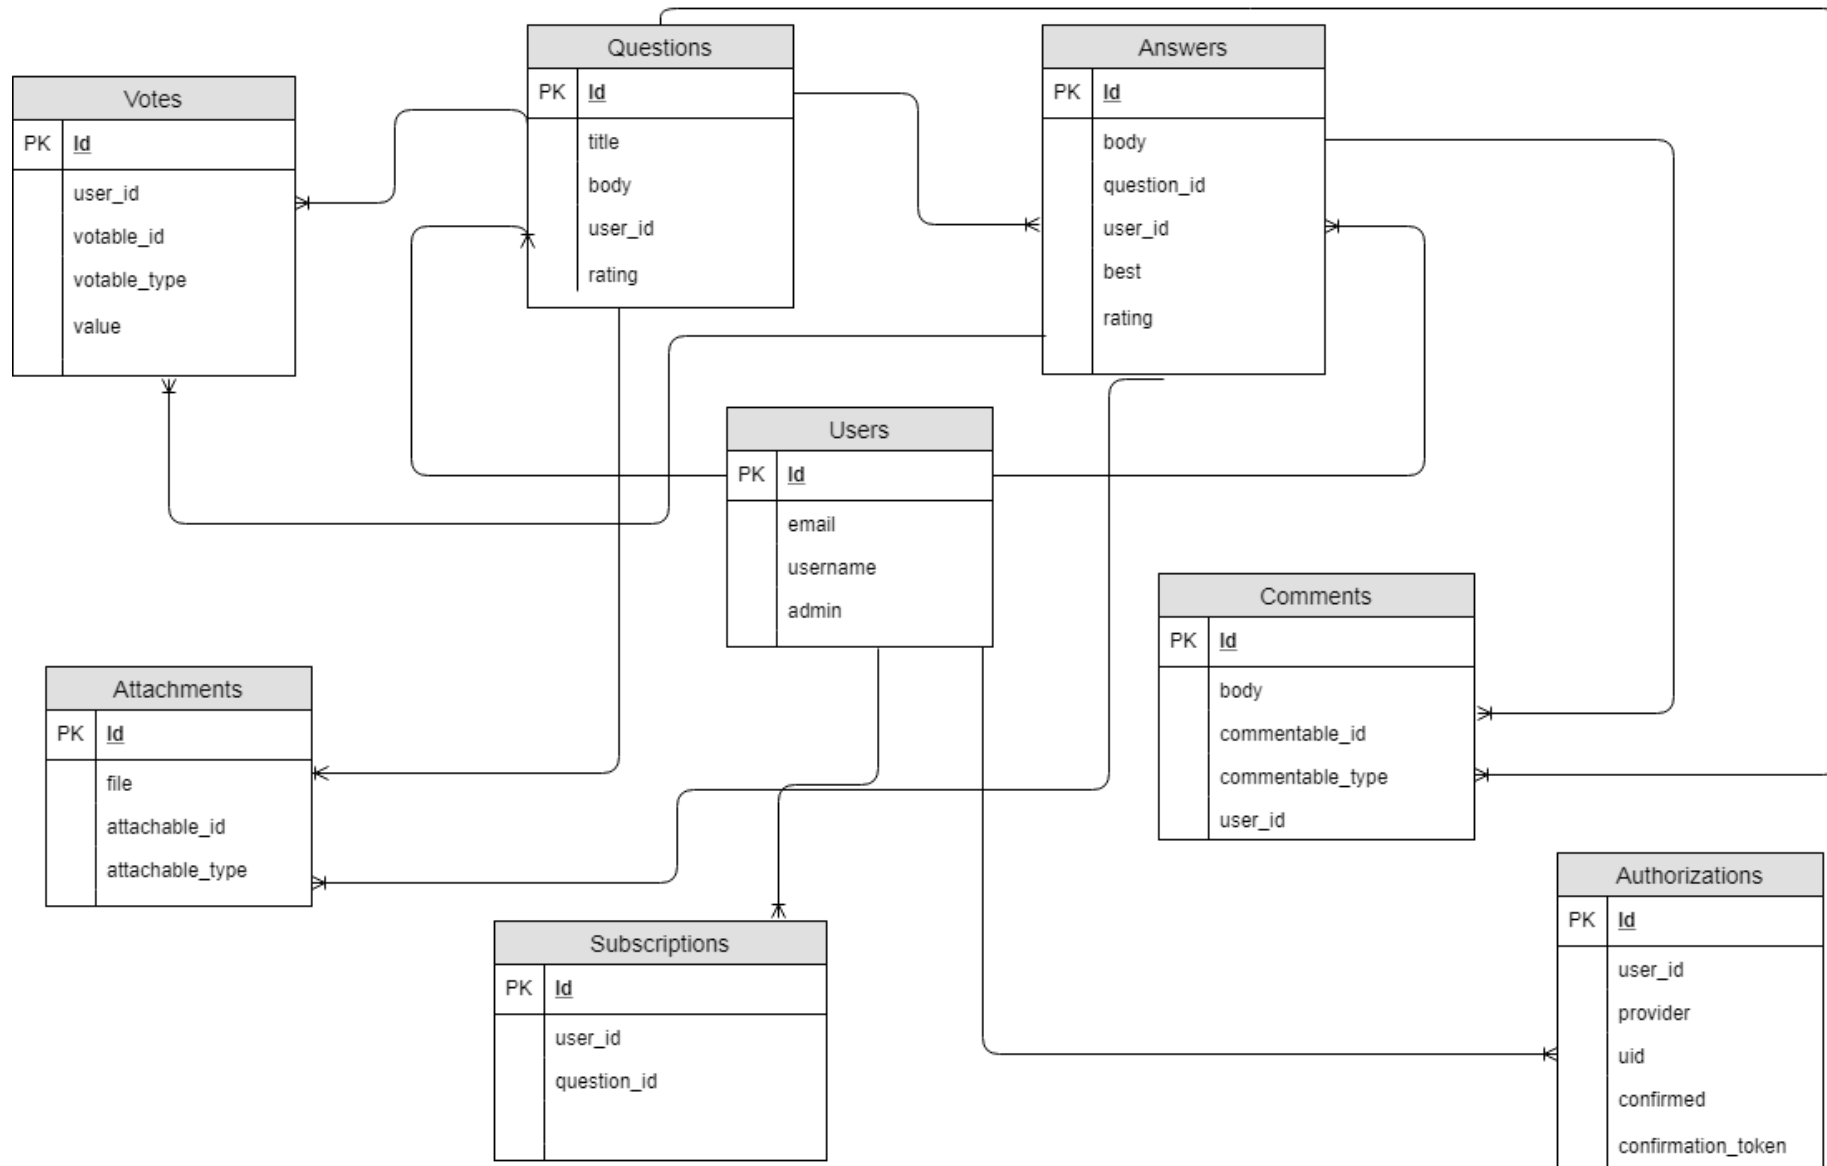 Questions
PK Id
title
body
user_id
rating
Answers
PK Id
body
question_id
user_id
best
rating
Votes
PK Id
user_id
votable_id
votable_type
value
Users
PK Id
email
username
admin
Comments
PK Id
body
commentable_id
commentable_type
user_id
Attachments
PK Id
file
attachable_id
attachable_type
Subscriptions
PK Id
user_id
question_id
Authorizations
PK Id
user_id
provider
uid
confirmed
confirmation_token